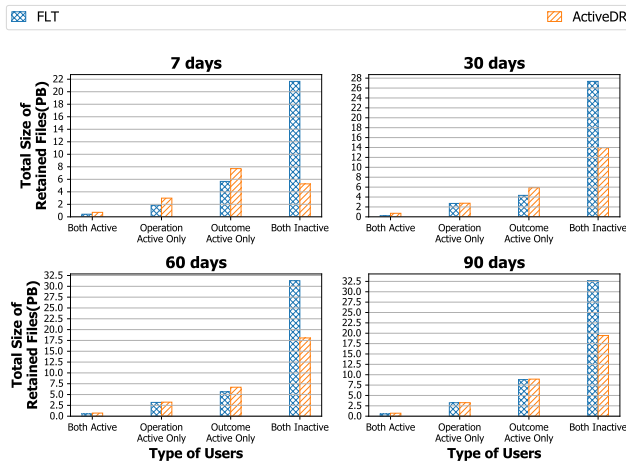 FLT
ActiveDR
7 days
30 days
Total Size of
Retained Files(PB)
22
20
18
16
14
12
10
8
6
4
2
0
Both Active
Operation
Active Only
Outcome
Active Only
Both Inactive
28
26
24
22
20
18
16
14
12
10
8
6
4
2
0
Both Active
Operation
Active Only
Outcome
Active Only
Both Inactive
60 days
90 days
Total Size of
Retained Files(PB)
32.5
30.0
27.5
25.0
22.5
20.0
17.5
15.0
12.5
10.0
7.5
5.0
2.5
0.0
Both Active
Operation
Active Only
Outcome
Active Only
Both Inactive
Type of Users
32.5
30.0
27.5
25.0
22.5
20.0
17.5
15.0
12.5
10.0
7.5
5.0
2.5
0.0
Both Active
Operation
Active Only
Outcome
Active Only
Both Inactive
Type of Users